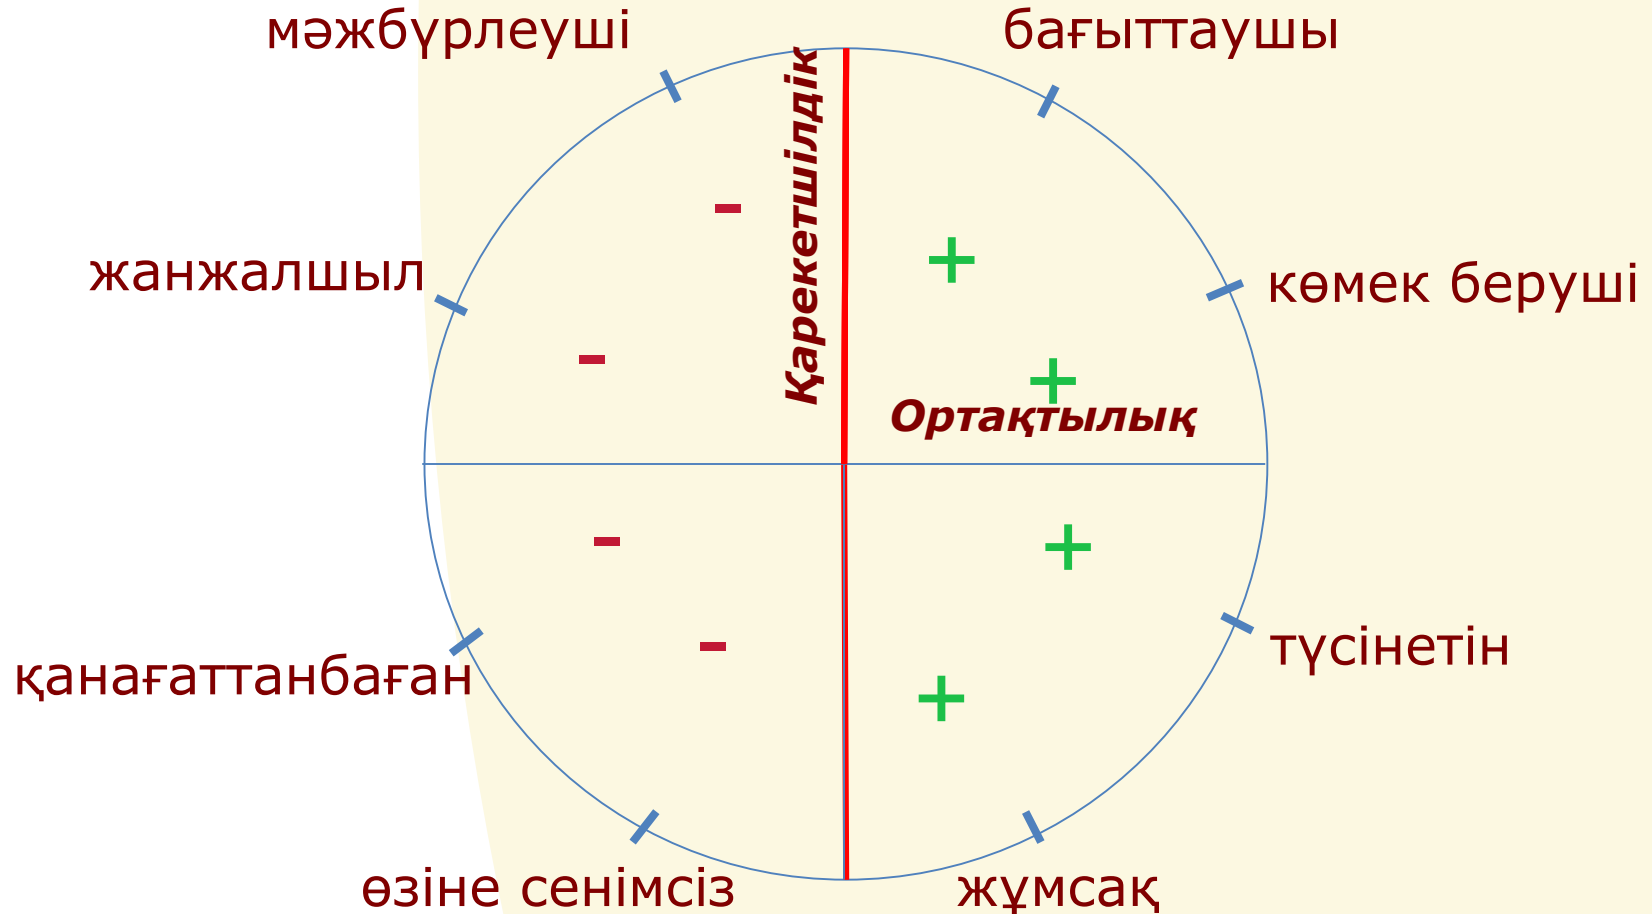 мәжбүрлеуші
бағыттаушы
Қарекетшілдік
жанжалшыл
көмек беруші
-
+
-
+
Ортақтылық
-
+
қанағаттанбаған
түсінетін
-
+
өзіне сенімсіз
жұмсақ